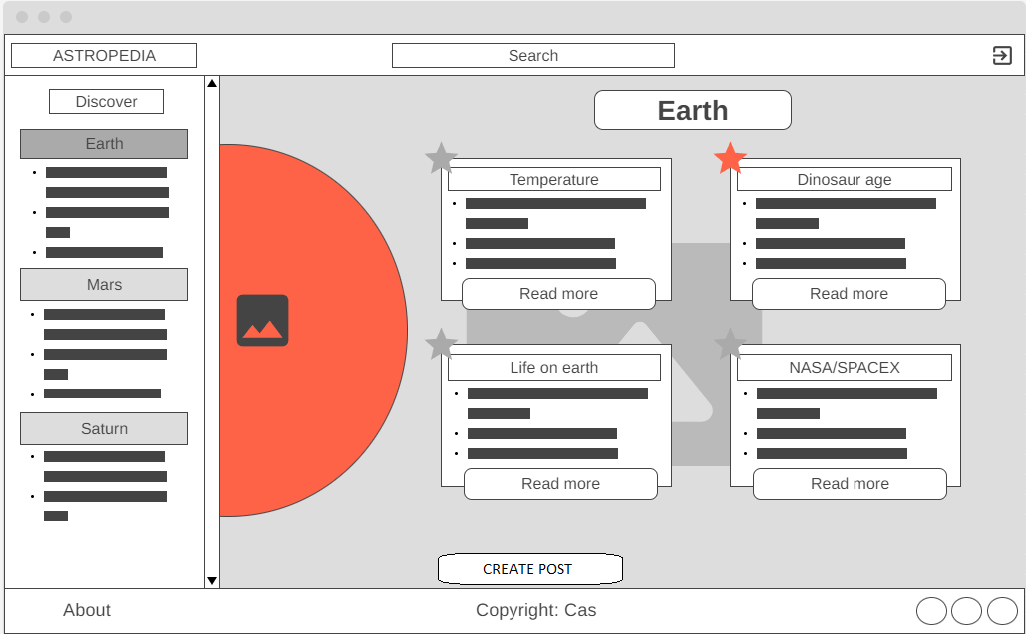 ASTROPEDIA
Search
Discover
Earth
Mars
Saturn
Earth
Temperature
Read more
Dinosaur age
Read more
Life on earth
Read more
NASA/SPACEX
Read more
CREATE POST
About
Copyright: Cas